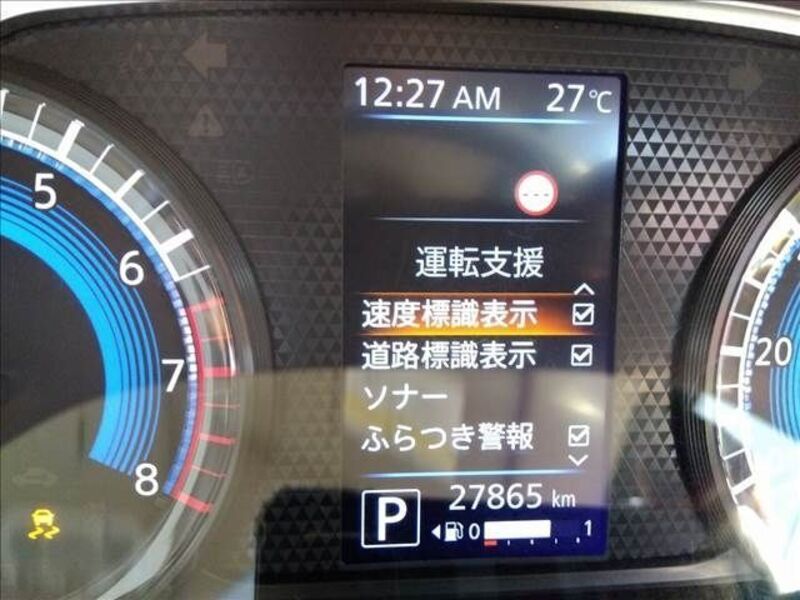 12:27 AM 27℃
---
運転支援
速度標識表示
道路標識表示
ソナー
ふらつき警報
P 27865 km
0 1
5
6
7
8
20